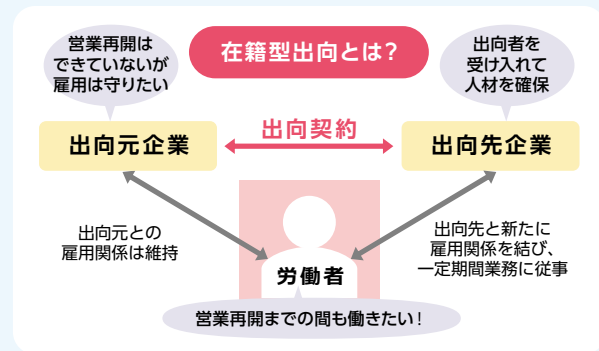 営業再開は
できていないが
雇用は守りたい
在籍型出向とは？
出向者を
受け入れて
人材を確保
出向元企業
出向契約
出向先企業
出向元との
雇用関係は維持
労働者
出向先と新たに
雇用関係を結び、
一定期間業務に従事
営業再開までの間も働きたい！